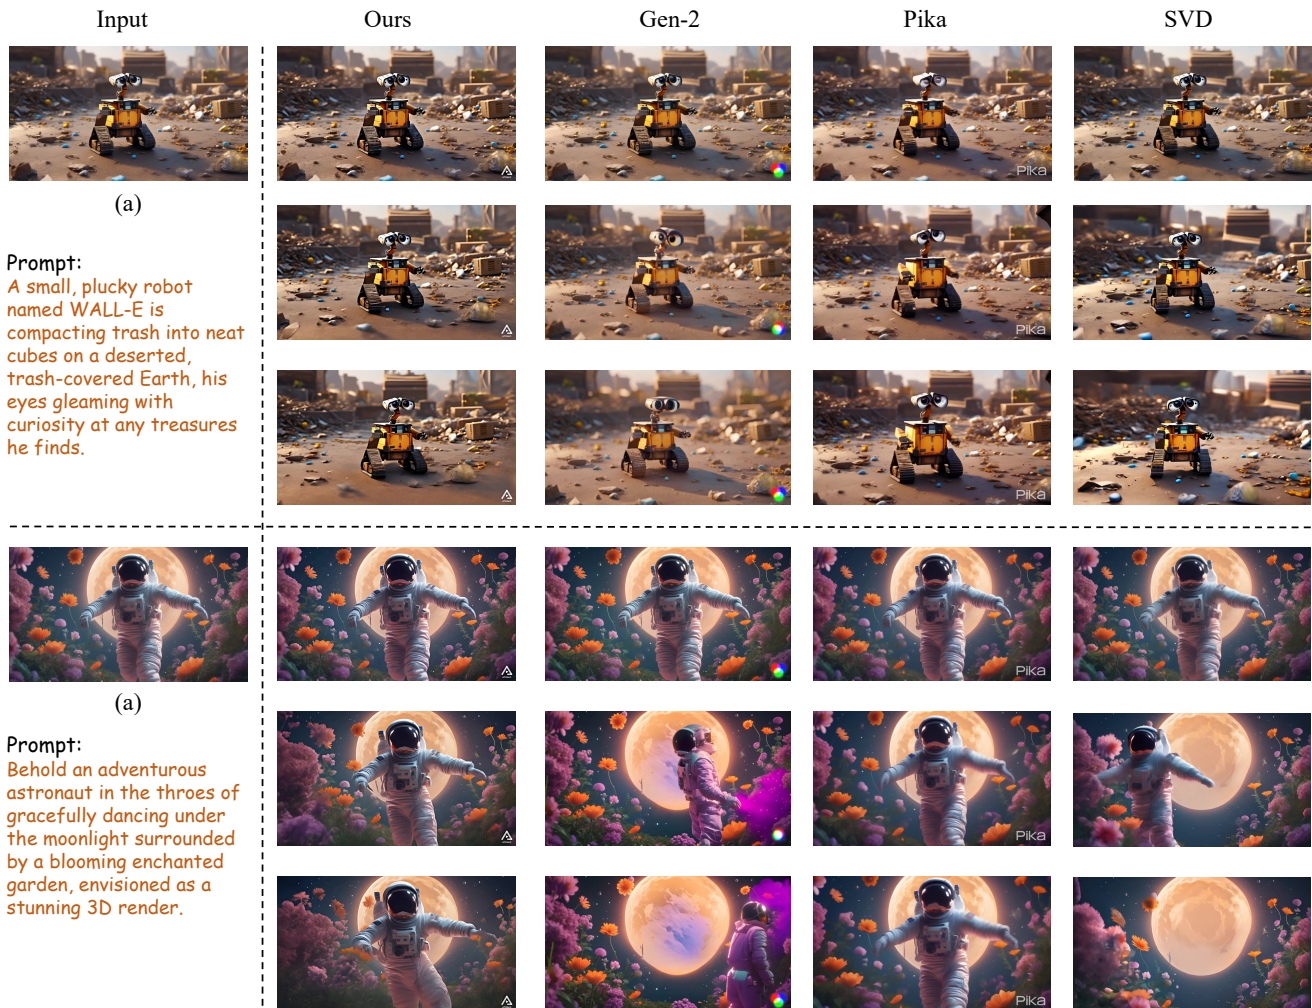 Input Ours Gen-2 Pika SVD
Pika
(a)
Prompt:
A small, plucky robot
named WALL-E is
compacting trash into neat
cubes on a deserted,
trash-covered Earth, his
eyes gleaming with
curiosity at any treasures
he finds.
Pika
Pika
(a)
Pika
Prompt:
Behold an adventurous
astronaut in the throes of
gracefully dancing under
the moonlight surrounded
by a blooming enchanted
garden, envisioned as a
stunning 3D render.
Pika
Pika